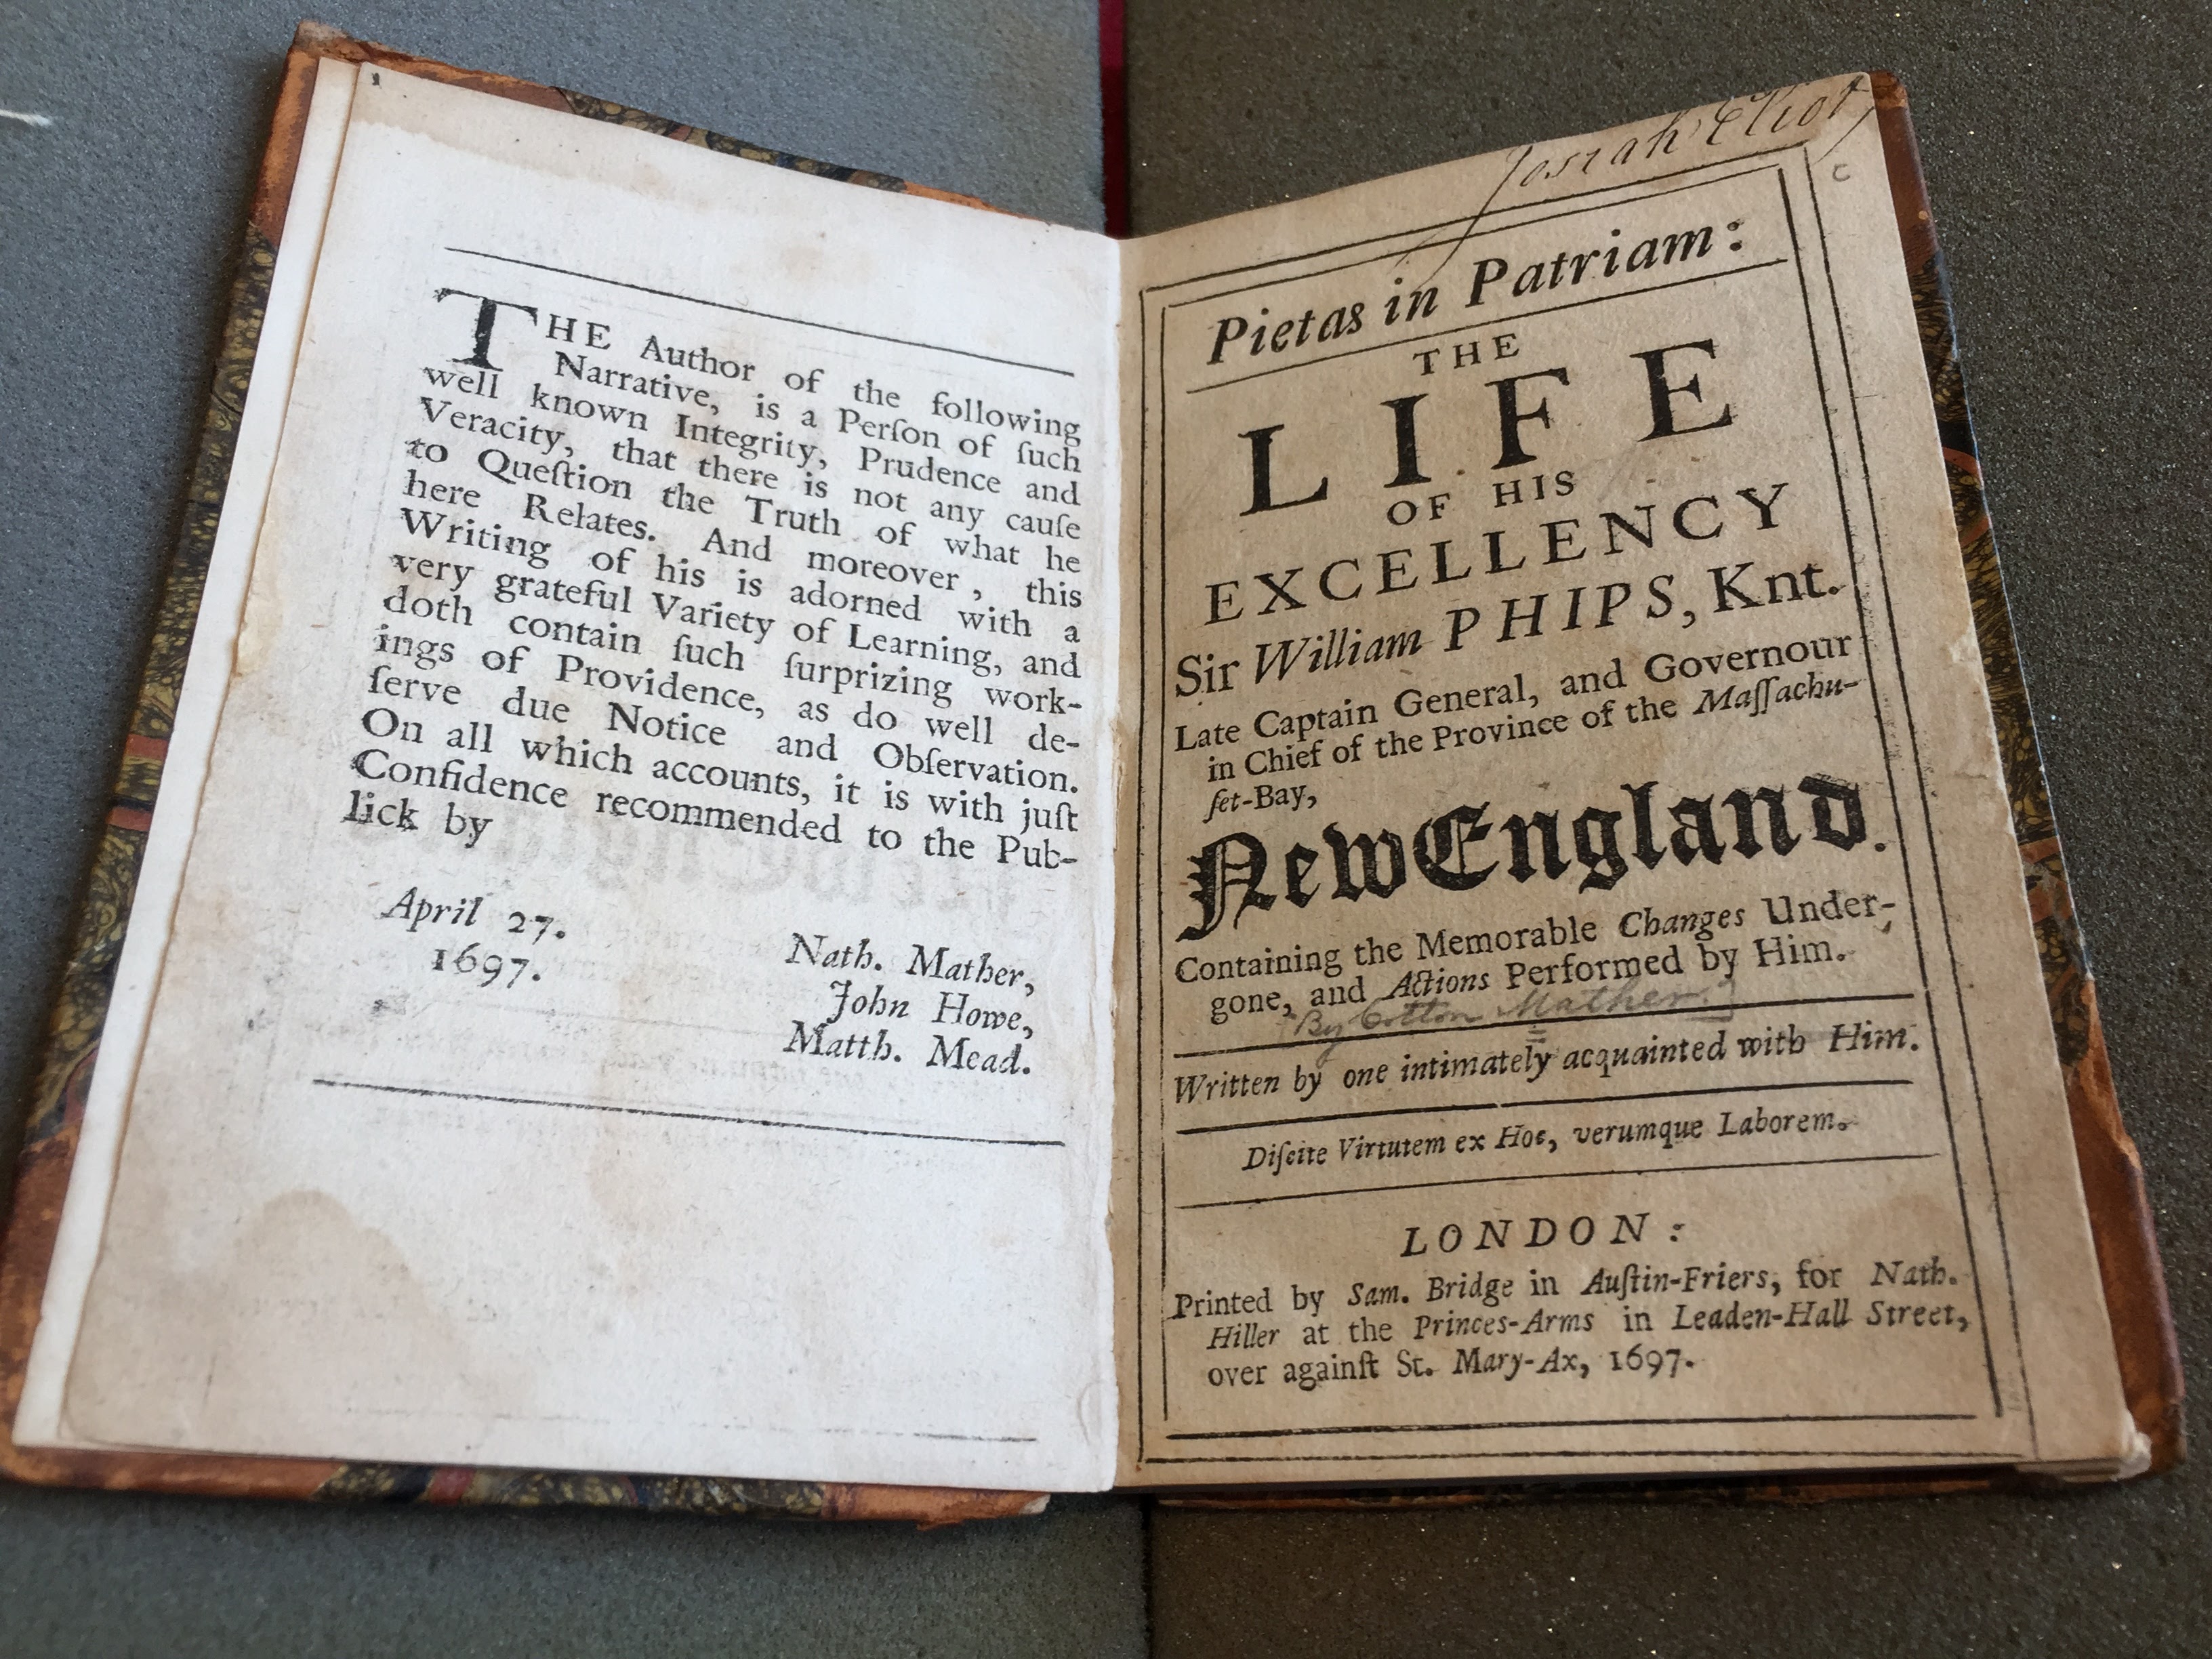 THE Author of the following
Narrative, is a Perſon of ſuch
well known Integrity, Prudence and
Veracity, that there is not any cauſe
to Queſtion the Truth of what he
here Relates. And moreover, this
Writing of his is adorned with a
very grateful Variety of Learning, and
doth contain ſuch ſurprizing work-
ings of Providence, as do well de-
ſerve due Notice and Obſervation.
On all which accounts, it is with juſt
Confidence recommended to the Pub-
lick by
April 27.
1697.
Nath. Mather,
John Howe,
Matth. Mead.
Josiah Eliot
C
Pietas in Patriam:
THE
LIFE
OF HIS
EXCELLENCY
Sir William PHIPS, Knt.
Late Captain General, and Governour
in Chief of the Province of the Maſſachu-
ſet-Bay,
New England.
Containing the Memorable Changes Under-
gone, and Actions Performed by Him.
By Cotton Mather.
Written by one intimately acquainted with Him.
Diſcite Virtutem ex Hoc, verumque Laborem.
LONDON:
Printed by Sam. Bridge in Auſtin-Friers, for Nath.
Hiller at the Princes-Arms in Leaden-Hall Street,
over againſt St. Mary-Ax, 1697.